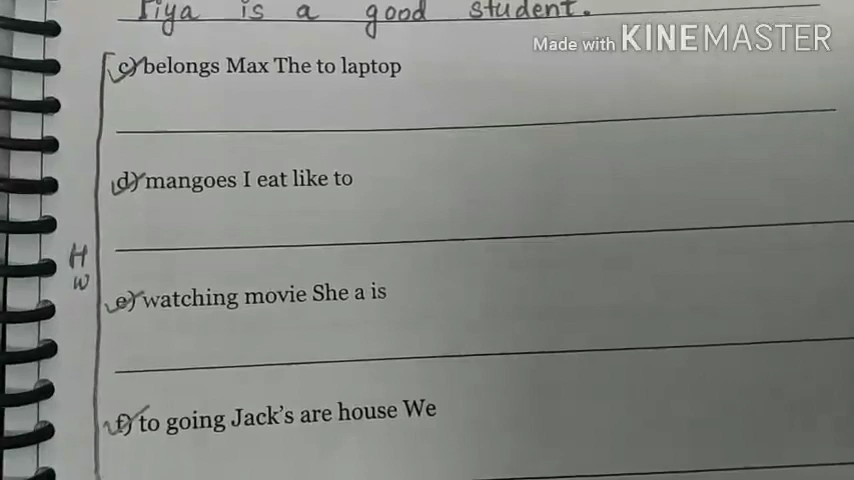 Piya is a good student.
Made with KINEMASTER
c) belongs Max The to laptop
d) mangoes I eat like to
H
W
e) watching movie She a is
f) to going Jack's are house We